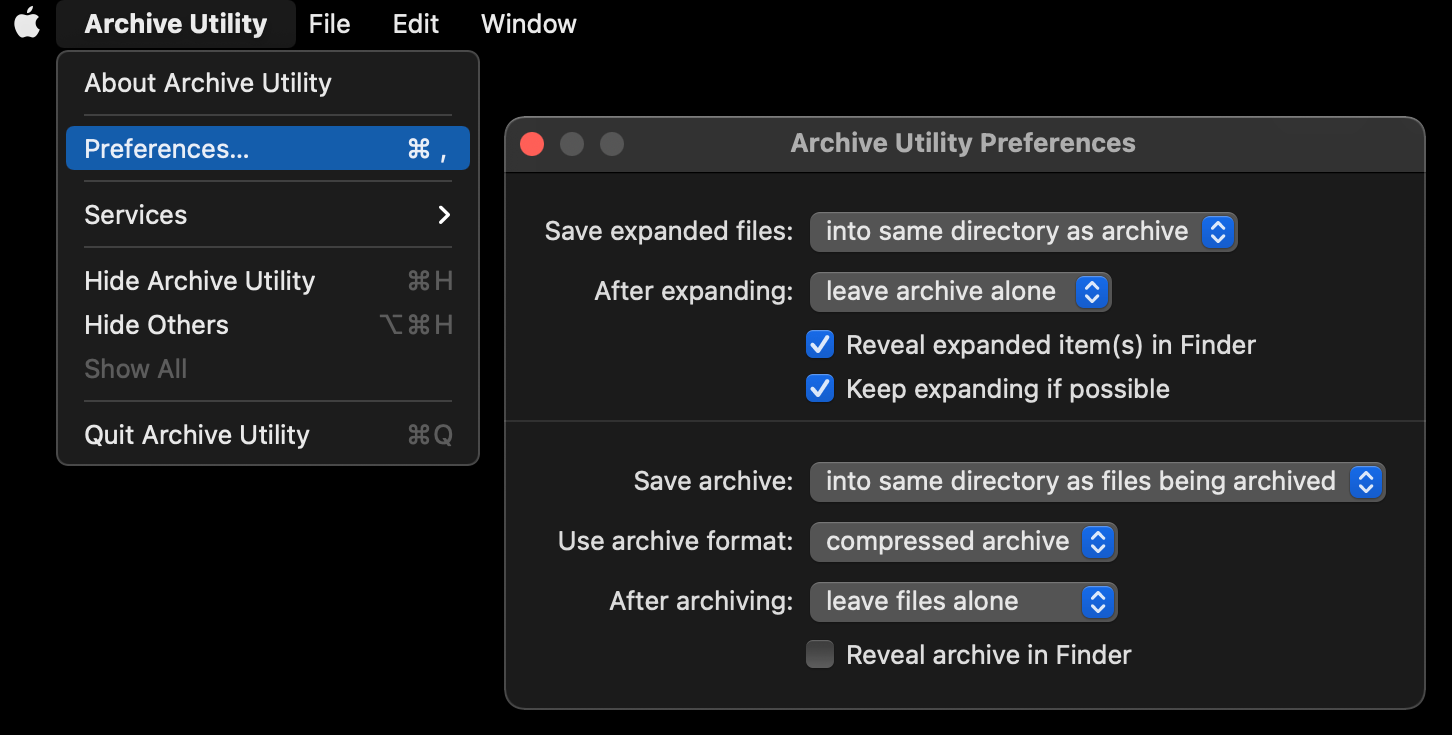 Archive Utility File Edit Window
About Archive Utility
Preferences... ⌘ ,
Services
Hide Archive Utility ⌘H
Hide Others ⌥⌘H
Show All
Quit Archive Utility ⌘Q
Archive Utility Preferences
Save expanded files: into same directory as archive
After expanding: leave archive alone
Reveal expanded item(s) in Finder
Keep expanding if possible
Save archive: into same directory as files being archived
Use archive format: compressed archive
After archiving: leave files alone
Reveal archive in Finder